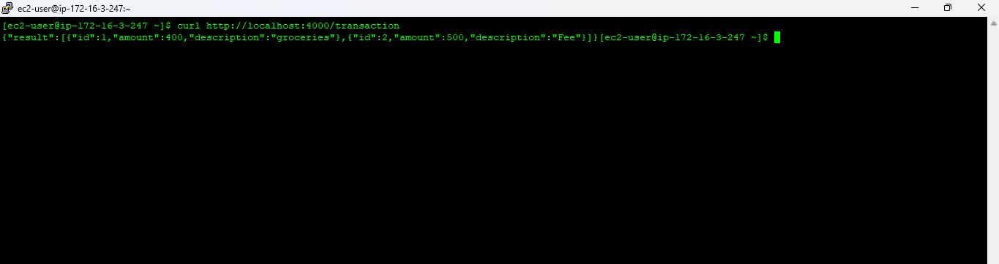 ec2-user@ip-172-16-3-247:~
[ec2-user@ip-172-16-3-247 ~]$ curl http://localhost:4000/transaction
{"result":[{"id":1,"amount":400,"description":"groceries"},{"id":2,"amount":500,"description":"Fee"}]}[ec2-user@ip-172-16-3-247 ~]$